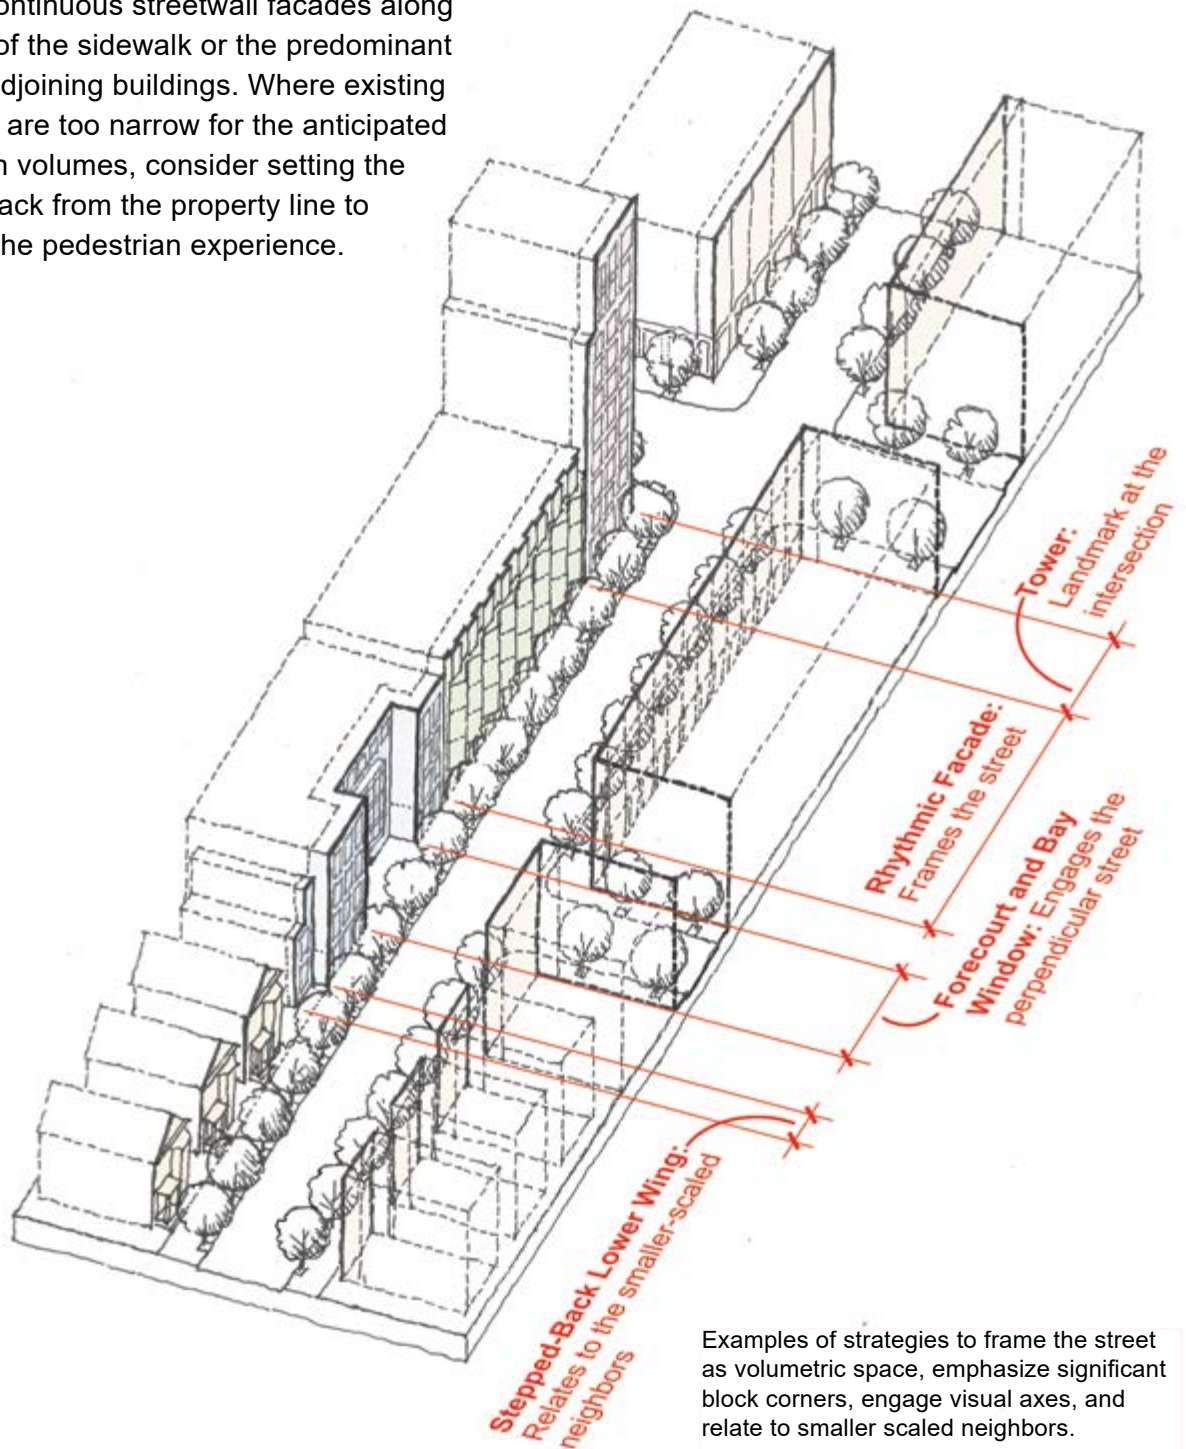 ontinuous streetwall facades along
of the sidewalk or the predominant
djoining buildings. Where existing
are too narrow for the anticipated
n volumes, consider setting the
ack from the property line to
he pedestrian experience.
Tower:
Landmark at the
intersection
Rhythmic Facade:
Frames the street
Forecourt and Bay
Window: Engages the
perpendicular street
Stepped-Back Lower Wing:
Relates to the smaller-scaled
neighbors
Examples of strategies to frame the street
as volumetric space, emphasize significant
block corners, engage visual axes, and
relate to smaller scaled neighbors.